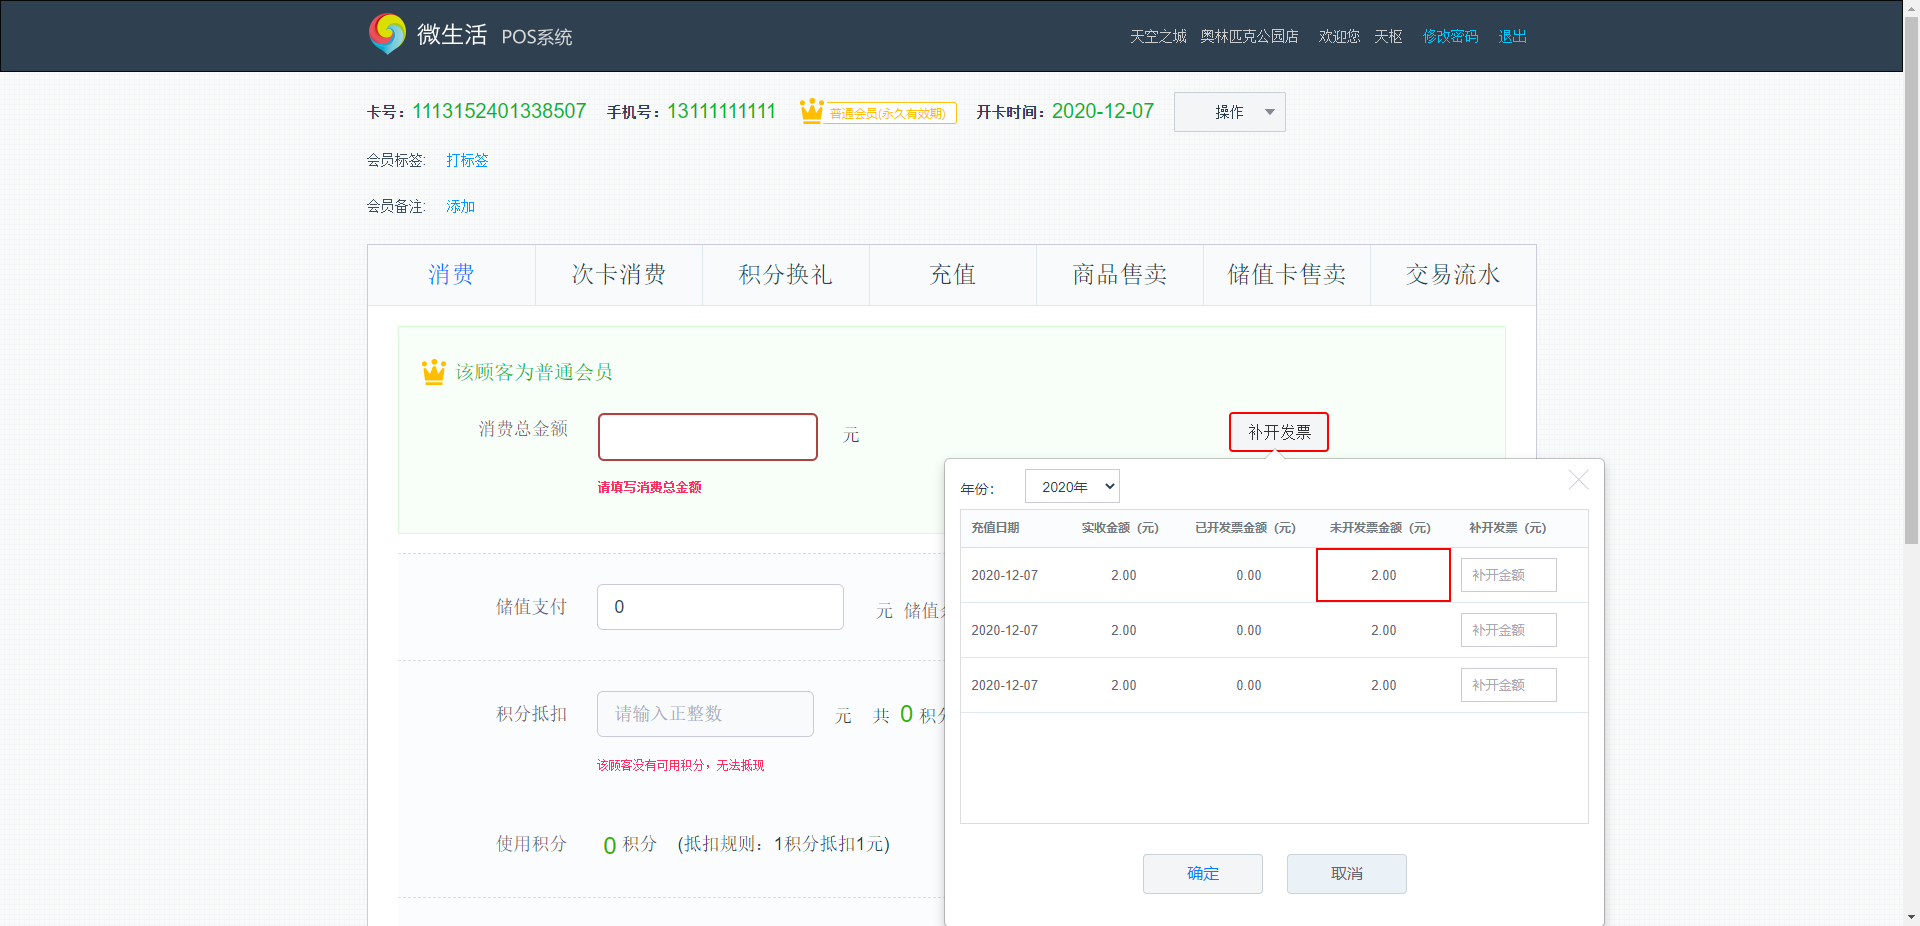 微生活 POS系统
天空之城 奥林匹克公园店 欢迎您 天枢 修改密码 退出
卡号：1113152401338507 手机号：13111111111 普通会员(永久有效期) 开卡时间：2020-12-07 操作
会员标签: 打标签
会员备注: 添加
消费 次卡消费 积分换礼 充值 商品售卖 储值卡售卖 交易流水
该顾客为普通会员
消费总金额 元 补开发票
请填写消费总金额
年份： 2020年
充值日期 实收金额（元） 已开发票金额（元） 未开发票金额（元） 补开发票（元）
2020-12-07 2.00 0.00 2.00 补开金额
2020-12-07 2.00 0.00 2.00 补开金额
2020-12-07 2.00 0.00 2.00 补开金额
确定 取消
储值支付 0 元 储值
积分抵扣 请输入正整数 元 共 0 积分
该顾客没有可用积分，无法抵现
使用积分 0 积分 (抵扣规则：1积分抵扣1元)